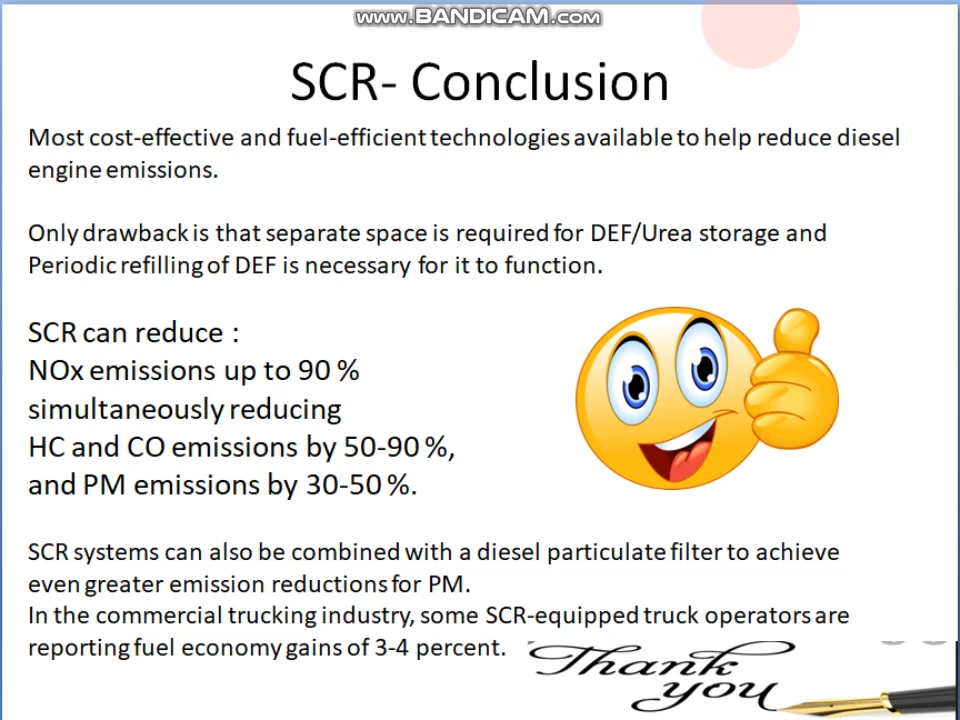 www.BANDICAM.com
SCR- Conclusion
Most cost-effective and fuel-efficient technologies available to help reduce diesel
engine emissions.
Only drawback is that separate space is required for DEF/Urea storage and
Periodic refilling of DEF is necessary for it to function.
SCR can reduce :
NOx emissions up to 90 %
simultaneously reducing
HC and CO emissions by 50-90 %,
and PM emissions by 30-50 %.
SCR systems can also be combined with a diesel particulate filter to achieve
even greater emission reductions for PM.
In the commercial trucking industry, some SCR-equipped truck operators are
reporting fuel economy gains of 3-4 percent.
Thank
you